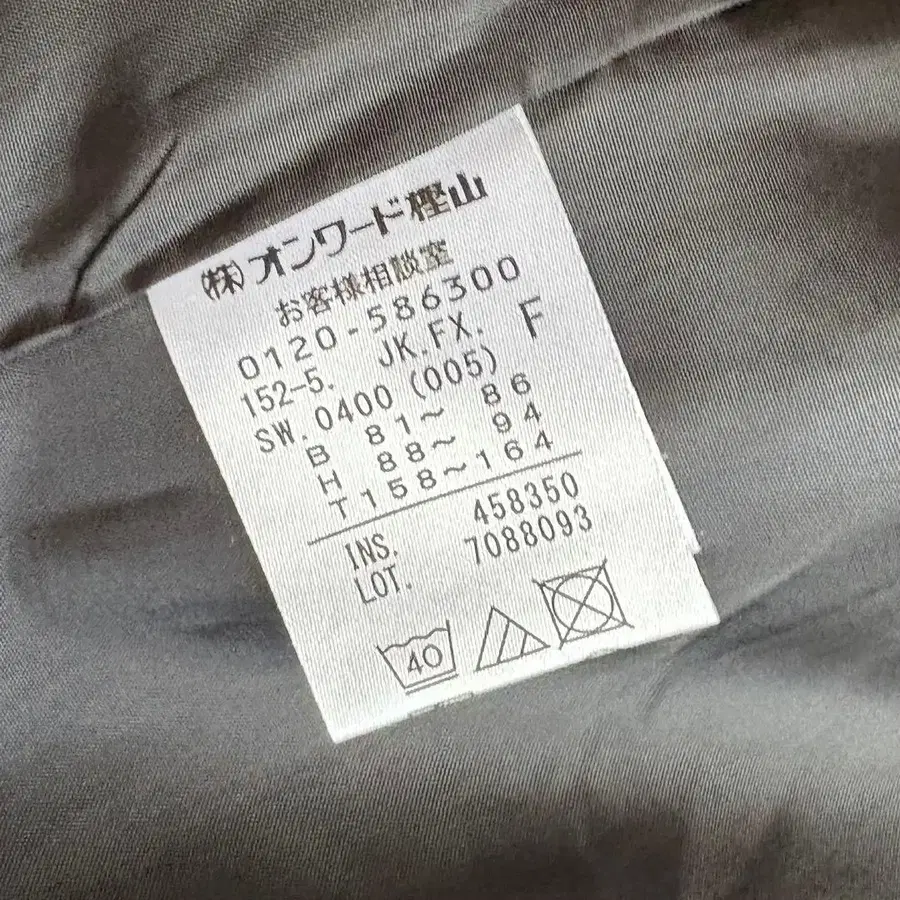 (株)オンワード樫山
お客様相談室
0120-586300
152-5. JK.FX. F
SW.0400 (005)
B 81~ 86
H 88~ 94
T158~164
INS. 458350
LOT. 7088093
40